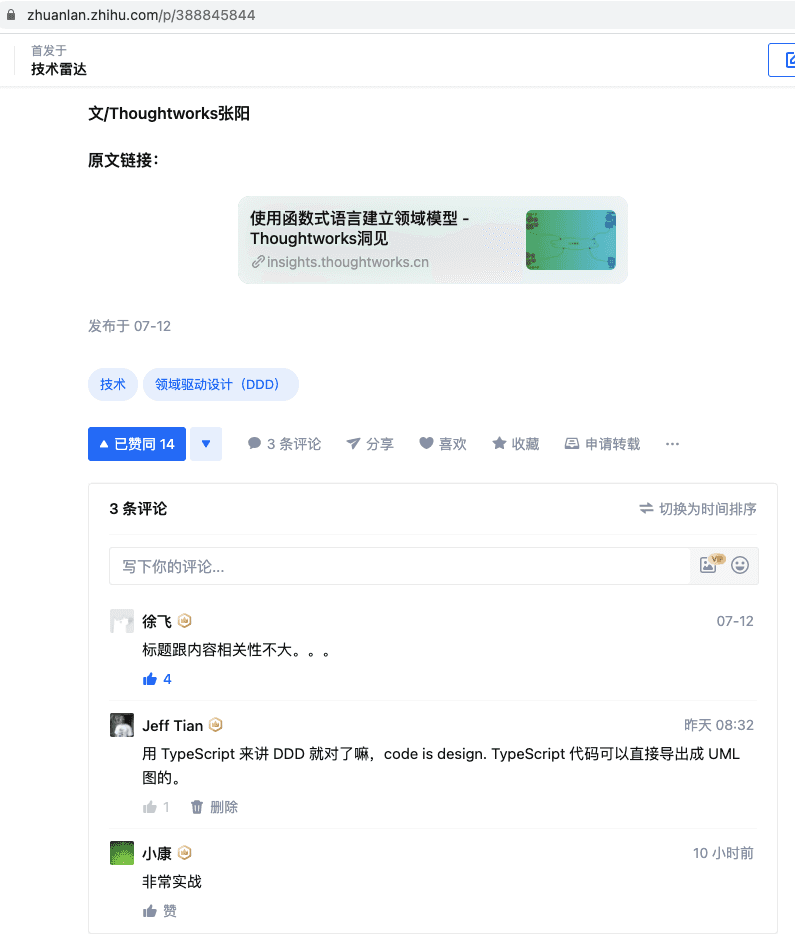 zhuanlan.zhihu.com/p/388845844
首发于
技术雷达
文/Thoughtworks张阳
原文链接：
使用函数式语言建立领域模型 -
Thoughtworks洞见
insights.thoughtworks.cn
发布于 07-12
技术 领域驱动设计（DDD）
已赞同 14 3 条评论 分享 喜欢 收藏 申请转载 ···
3 条评论 切换为时间排序
写下你的评论... VIP
徐飞 07-12
标题跟内容相关性不大。。。
4
Jeff Tian 昨天 08:32
用 TypeScript 来讲 DDD 就对了嘛，code is design. TypeScript 代码可以直接导出成 UML
图的。
1 删除
小康 10 小时前
非常实战
赞